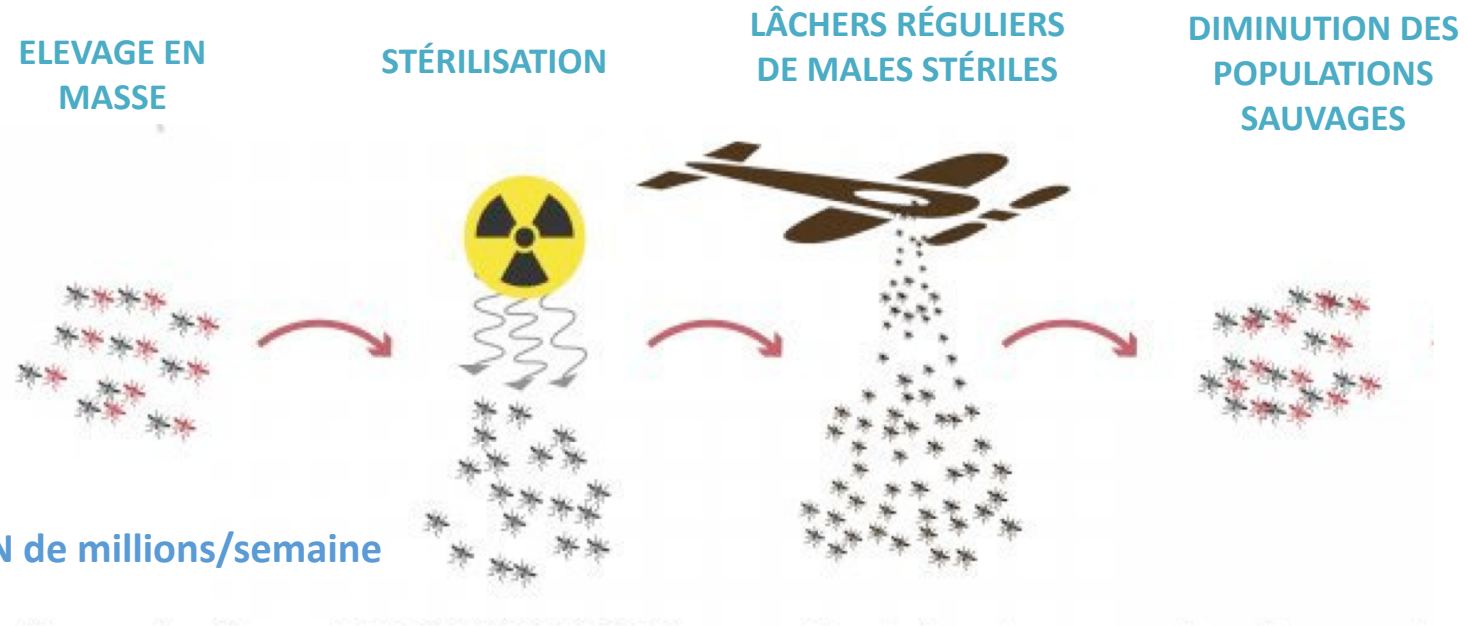 ELEVAGE EN
MASSE
STÉRILISATION
LÂCHERS RÉGULIERS
DE MALES STÉRILES
DIMINUTION DES
POPULATIONS
SAUVAGES
N de millions/semaine